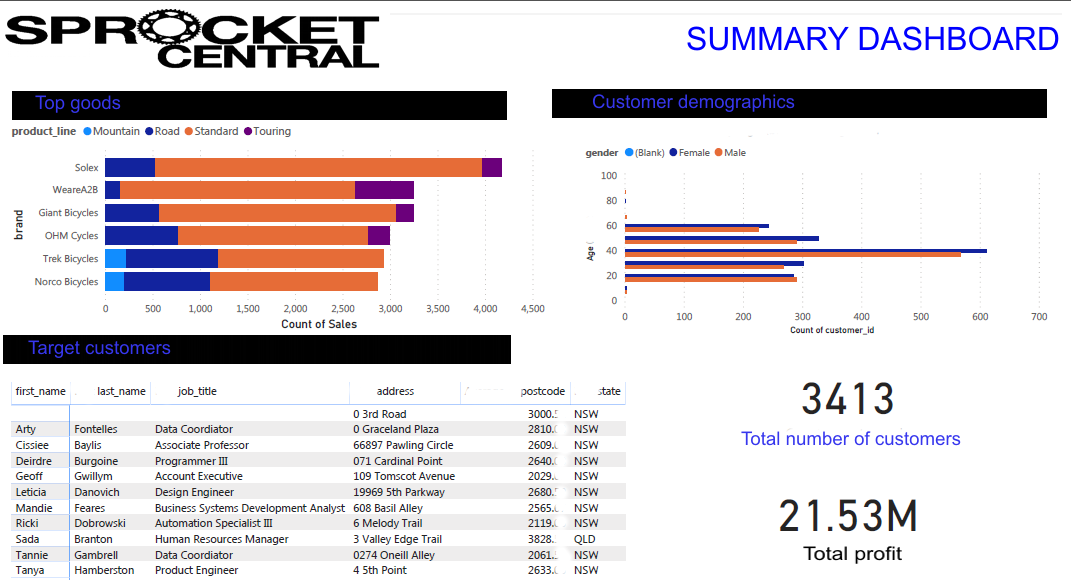 SPROCKET
CENTRAL
SUMMARY DASHBOARD
Top goods
product_line Mountain Road Standard Touring
brand
Solex
WeareA2B
Giant Bicycles
OHM Cycles
Trek Bicycles
Norco Bicycles
0 500 1,000 1,500 2,000 2,500 3,000 3,500 4,000 4,500
Count of Sales
Customer demographics
gender (Blank) Female Male
Age
100
80
60
40
20
0
0 100 200 300 400 500 600 700
Count of customer_id
Target customers
first_name last_name job_title address postcode state
0 3rd Road 3000. NSW
Arty Fontelles Data Coordinator 0 Graceland Plaza 2810. NSW
Cissiee Baylis Associate Professor 66897 Pawling Circle 2609. NSW
Deirdre Burgoine Programmer III 071 Cardinal Point 2640. NSW
Geoff Gwillym Account Executive 109 Tomscot Avenue 2029. NSW
Leticia Danovich Design Engineer 19969 5th Parkway 2680. NSW
Mandie Feares Business Systems Development Analyst 608 Basil Alley 2565. NSW
Ricki Dobrowski Automation Specialist III 6 Melody Trail 2119. NSW
Sada Branton Human Resources Manager 3 Valley Edge Trail 3828. QLD
Tannie Gambrell Data Coordinator 0274 Oneill Alley 2061. NSW
Tanya Hamberston Product Engineer 4 5th Point 2633. NSW
3413
Total number of customers
21.53M
Total profit